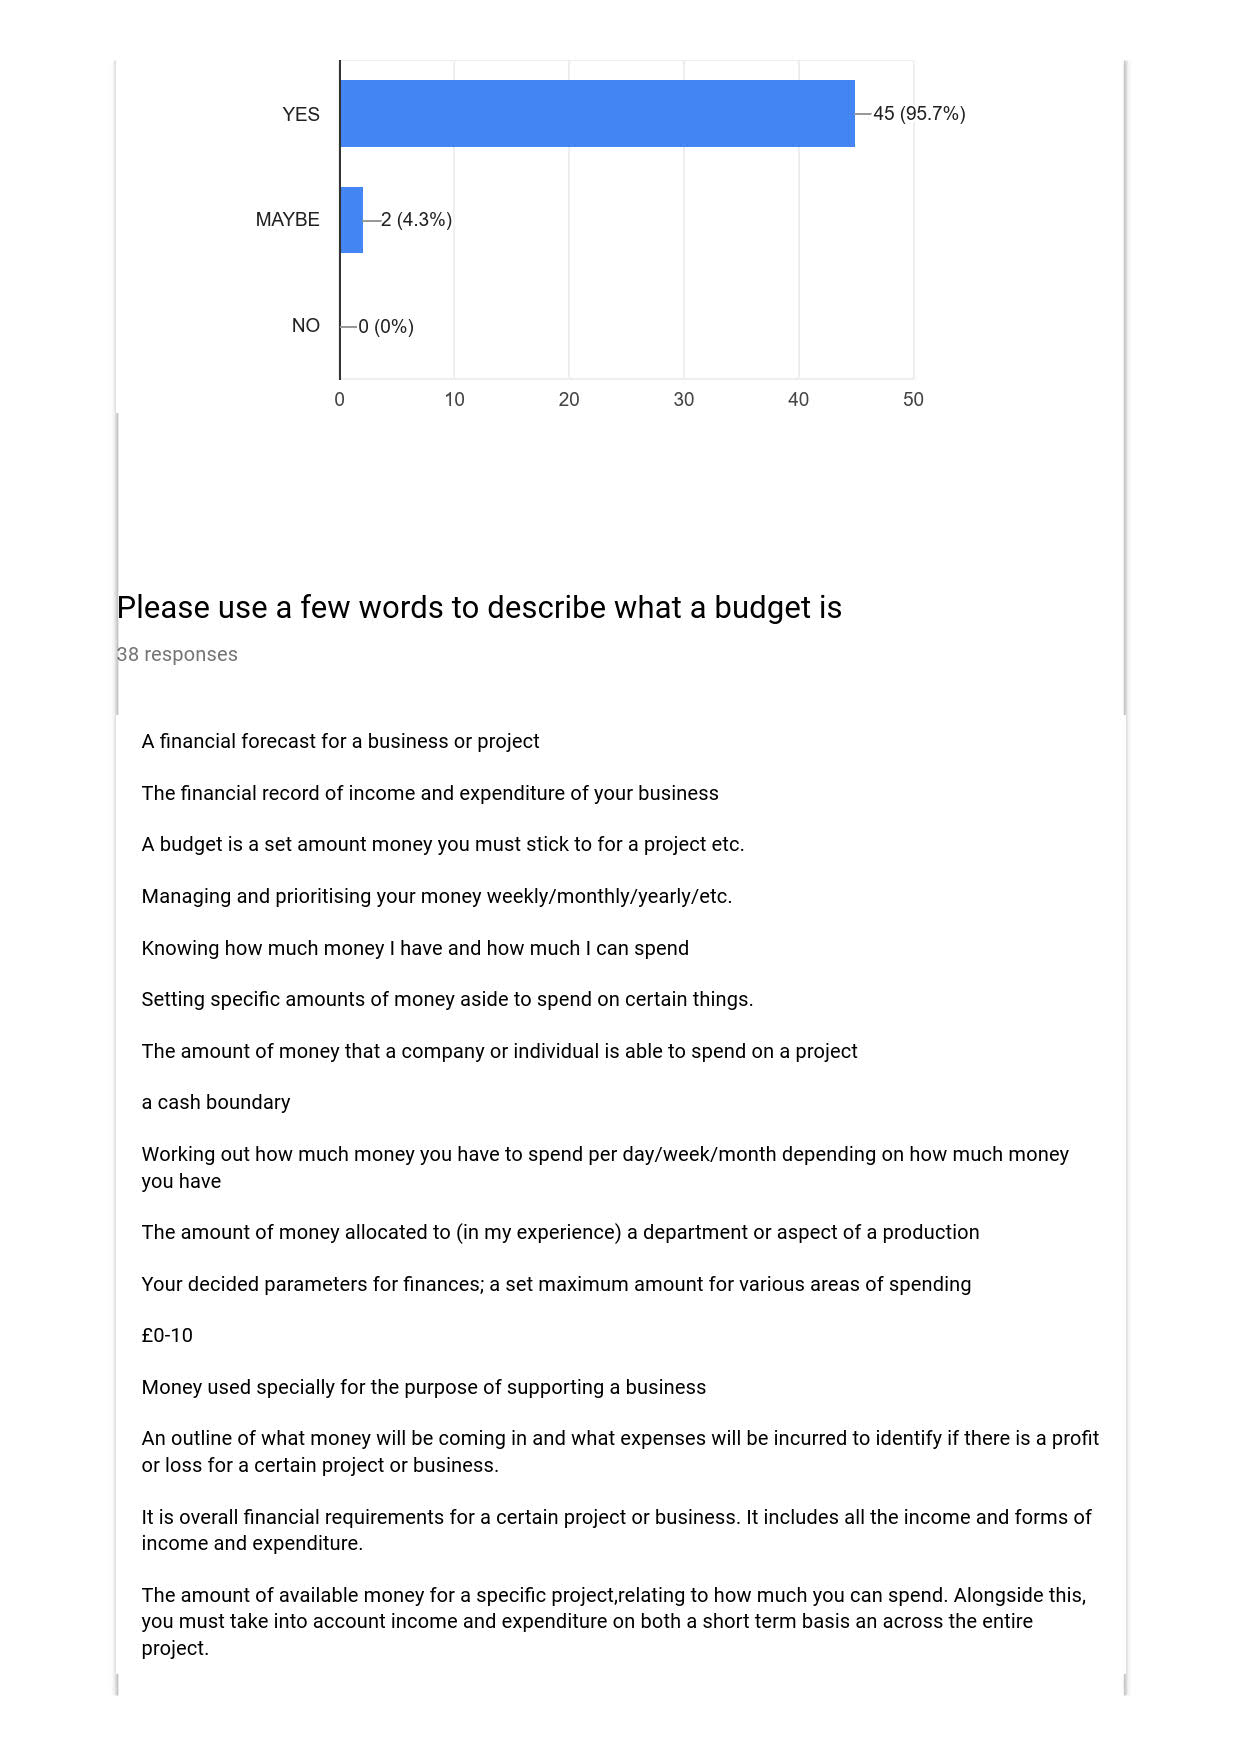 YES
45 (95.7%)
MAYBE
2 (4.3%)
NO
0 (0%)
0 10 20 30 40 50
Please use a few words to describe what a budget is
38 responses
A financial forecast for a business or project
The financial record of income and expenditure of your business
A budget is a set amount money you must stick to for a project etc.
Managing and prioritising your money weekly/monthly/yearly/etc.
Knowing how much money I have and how much I can spend
Setting specific amounts of money aside to spend on certain things.
The amount of money that a company or individual is able to spend on a project
a cash boundary
Working out how much money you have to spend per day/week/month depending on how much money
you have
The amount of money allocated to (in my experience) a department or aspect of a production
Your decided parameters for finances; a set maximum amount for various areas of spending
£0-10
Money used specially for the purpose of supporting a business
An outline of what money will be coming in and what expenses will be incurred to identify if there is a profit
or loss for a certain project or business.
It is overall financial requirements for a certain project or business. It includes all the income and forms of
income and expenditure.
The amount of available money for a specific project,relating to how much you can spend. Alongside this,
you must take into account income and expenditure on both a short term basis an across the entire
project.